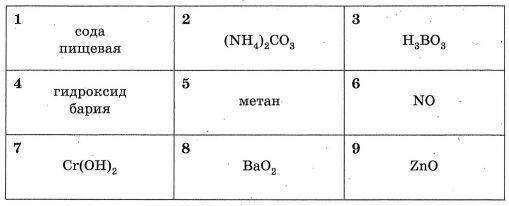 1 сода пищевая
2 (NH₄)₂CO₃
3 H₃BO₃
4 гидроксид бария
5 метан
6 NO
7 Cr(OH)₂
8 BaO₂
9 ZnO